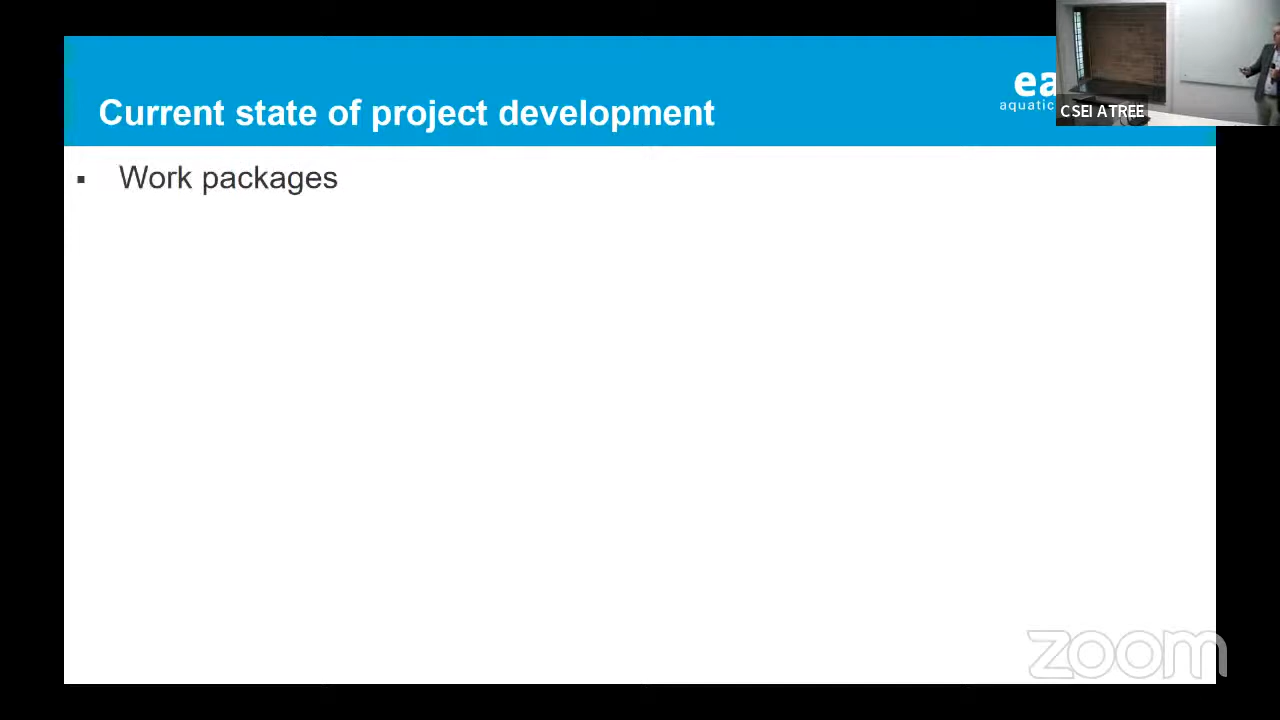 Current state of project development
ea
aquatic
CSEI ATREE
▪ Work packages
zoom